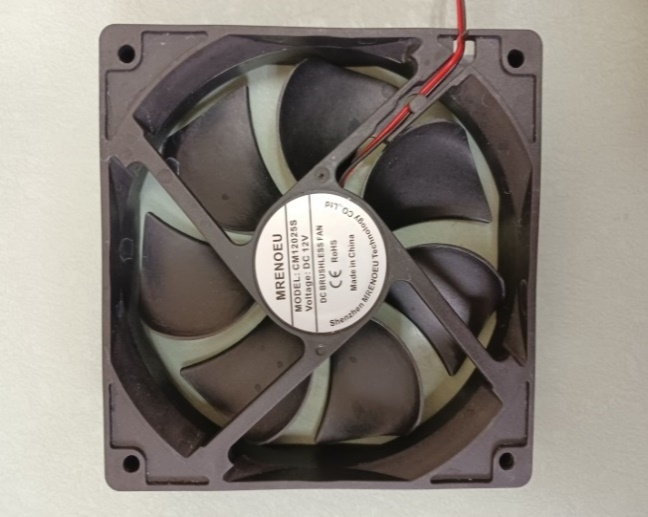 MRENOEU
MODEL: CM12025S
Voltage: DC 12V
DC BRUSHLESS FAN
CE RoHS
Made in China
Shenzhen MRENOEU Technology CO.,Ltd